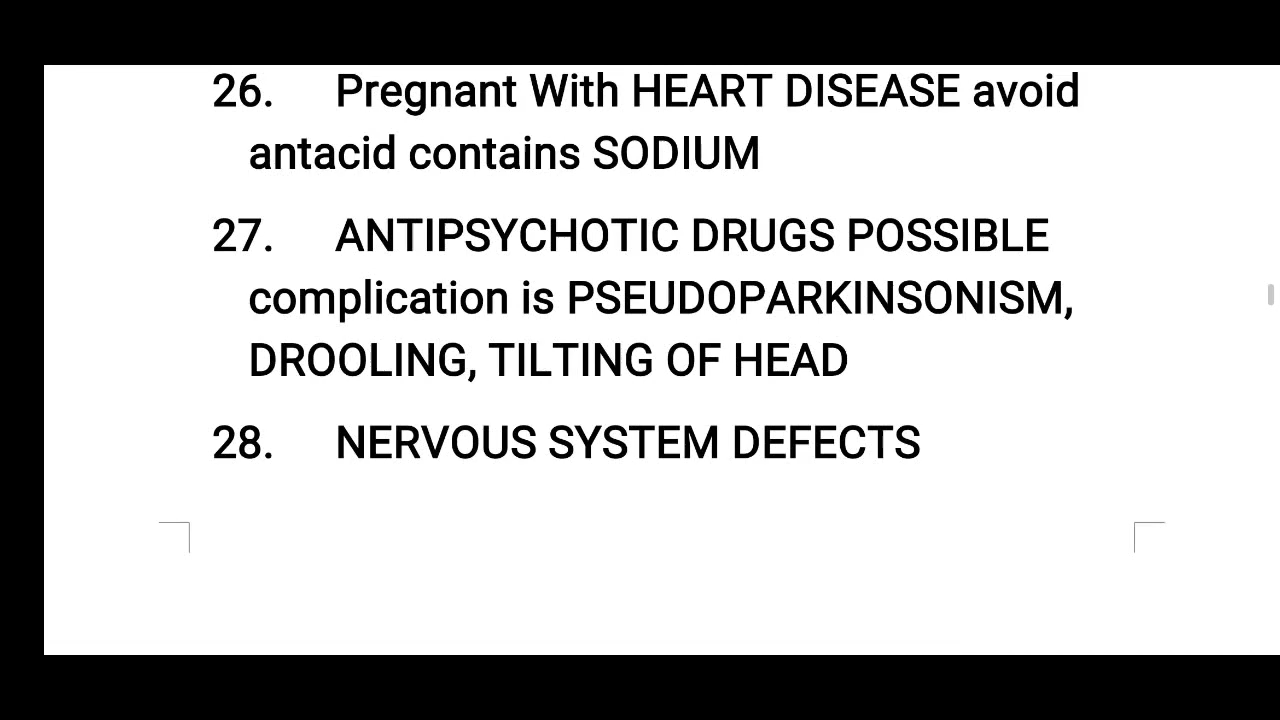 26. Pregnant With HEART DISEASE avoid
antacid contains SODIUM
27. ANTIPSYCHOTIC DRUGS POSSIBLE
complication is PSEUDOPARKINSONISM,
DROOLING, TILTING OF HEAD
28. NERVOUS SYSTEM DEFECTS